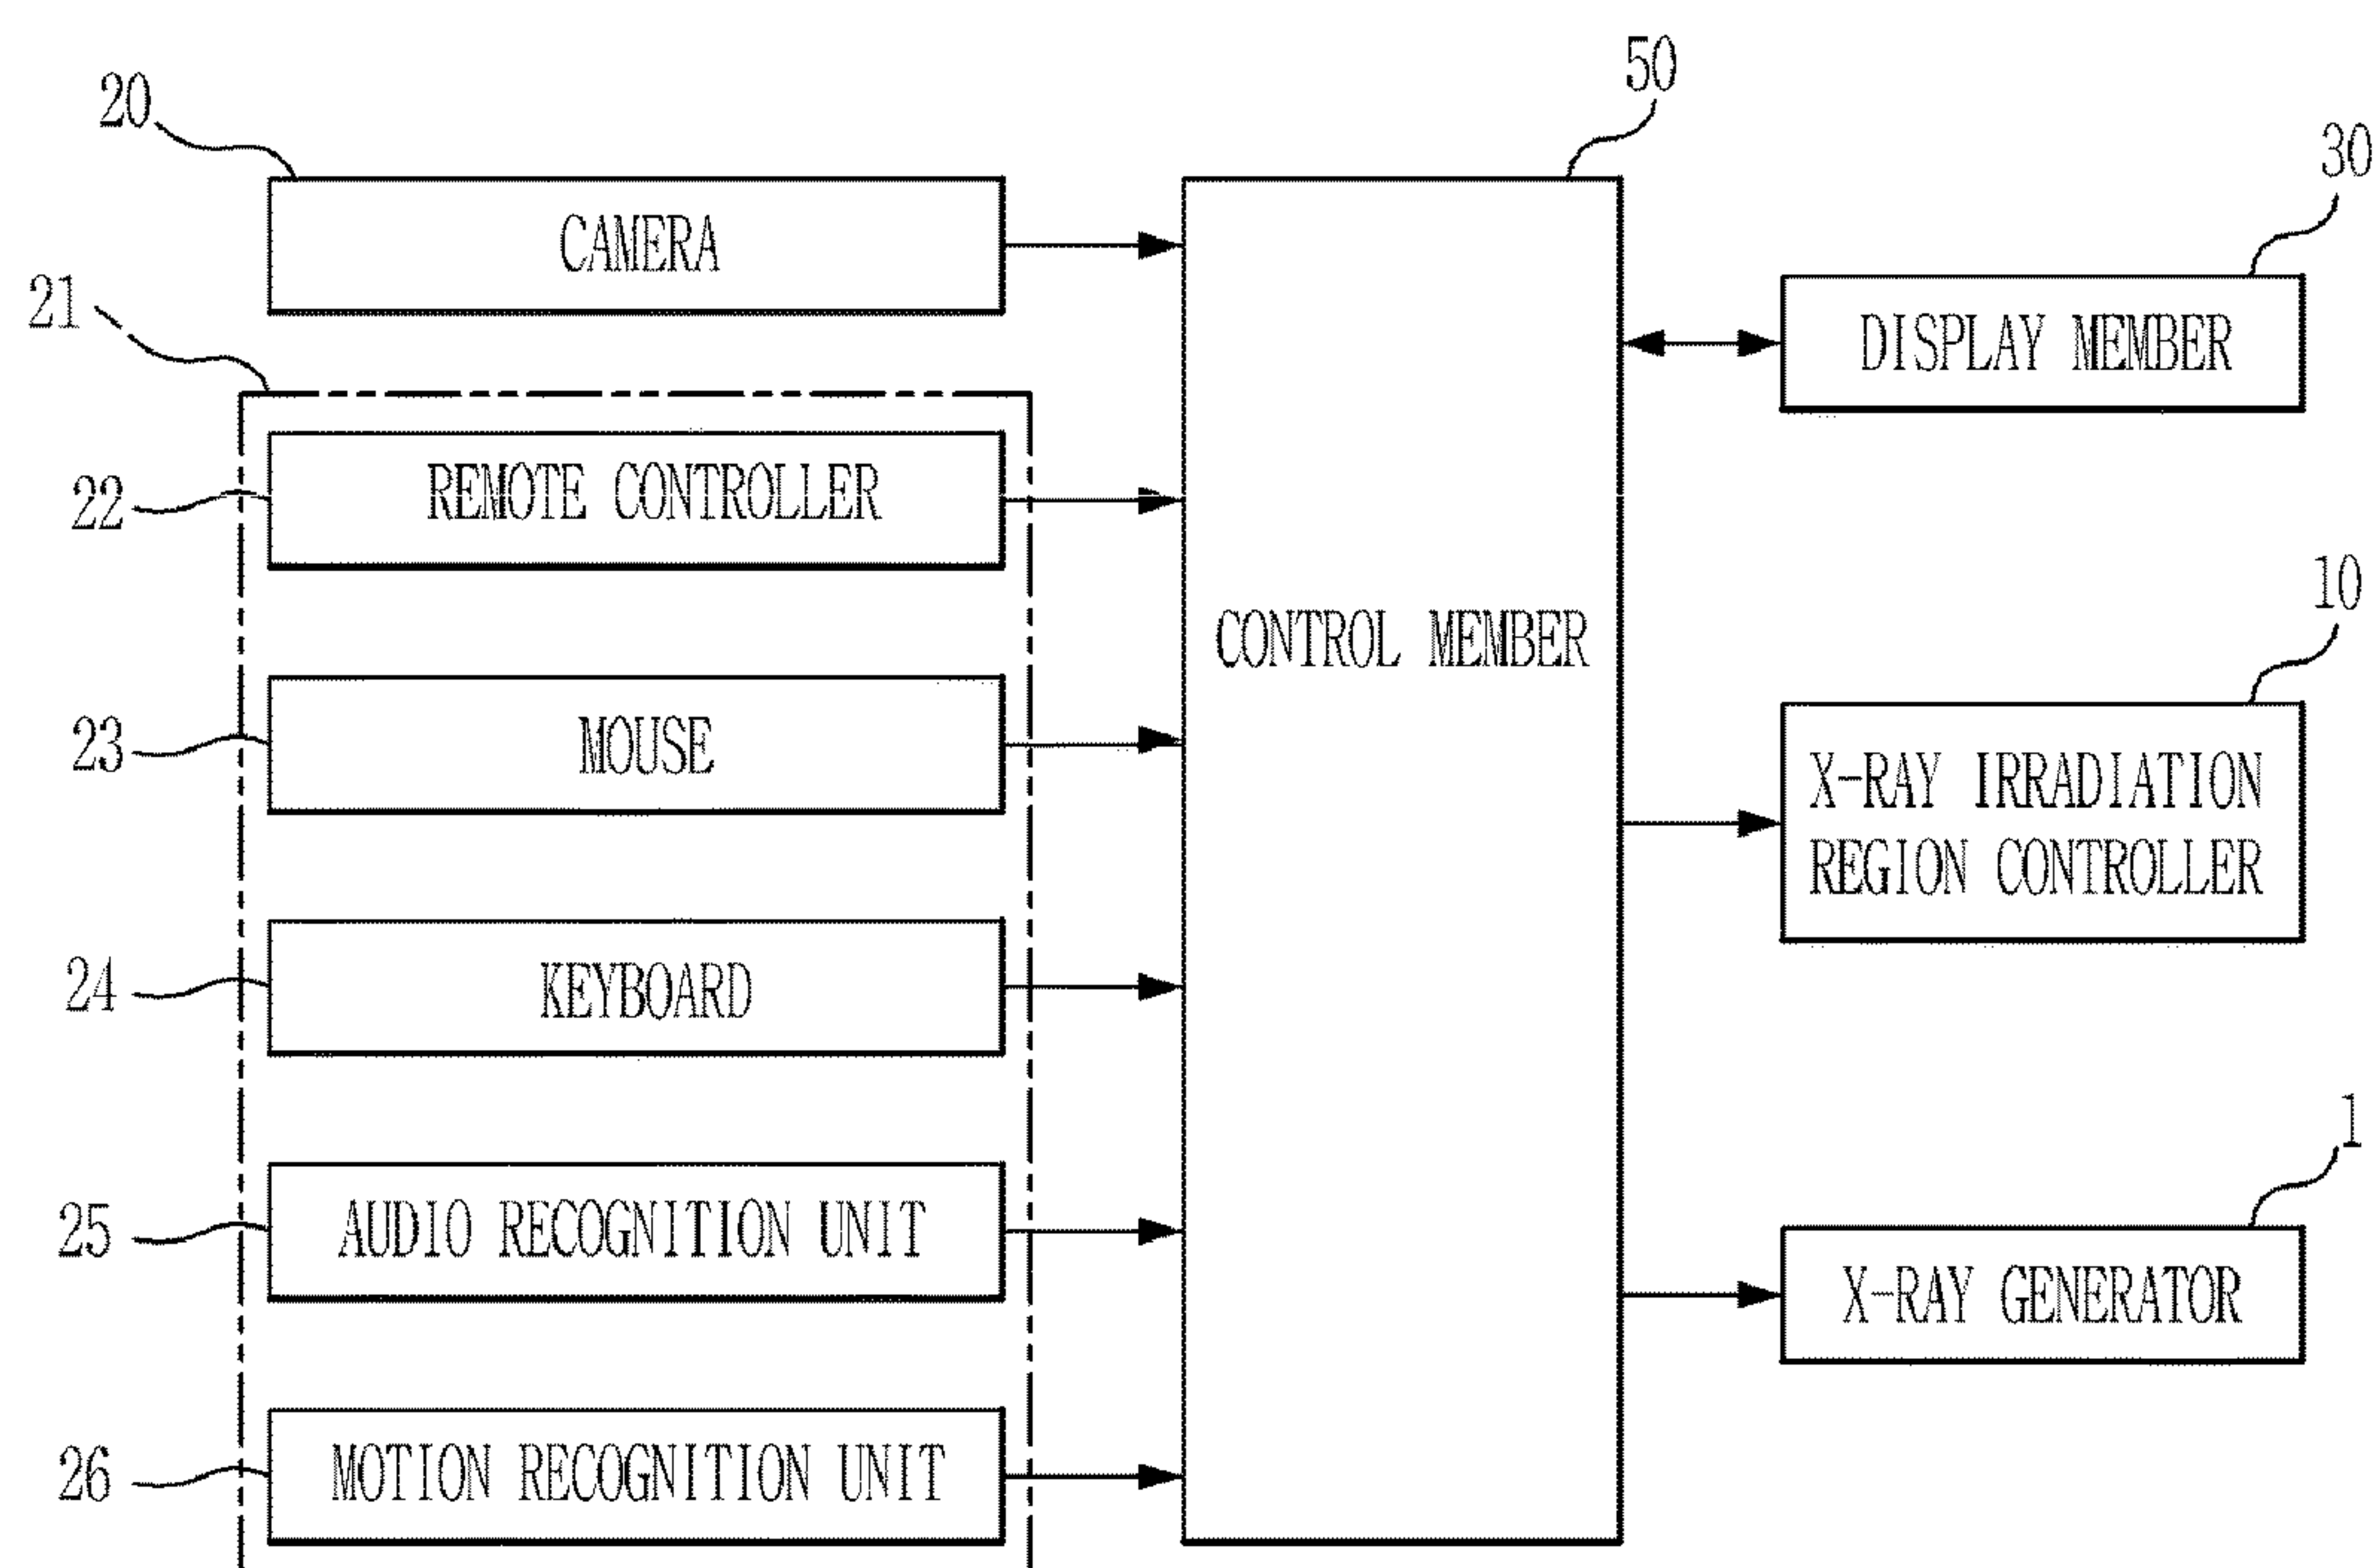 20
CAMERA
21
22
REMOTE CONTROLLER
23
MOUSE
24
KEYBOARD
25
AUDIO RECOGNITION UNIT
26
MOTION RECOGNITION UNIT
50
CONTROL MEMBER
30
DISPLAY MEMBER
10
X-RAY IRRADIATION
REGION CONTROLLER
1
X-RAY GENERATOR